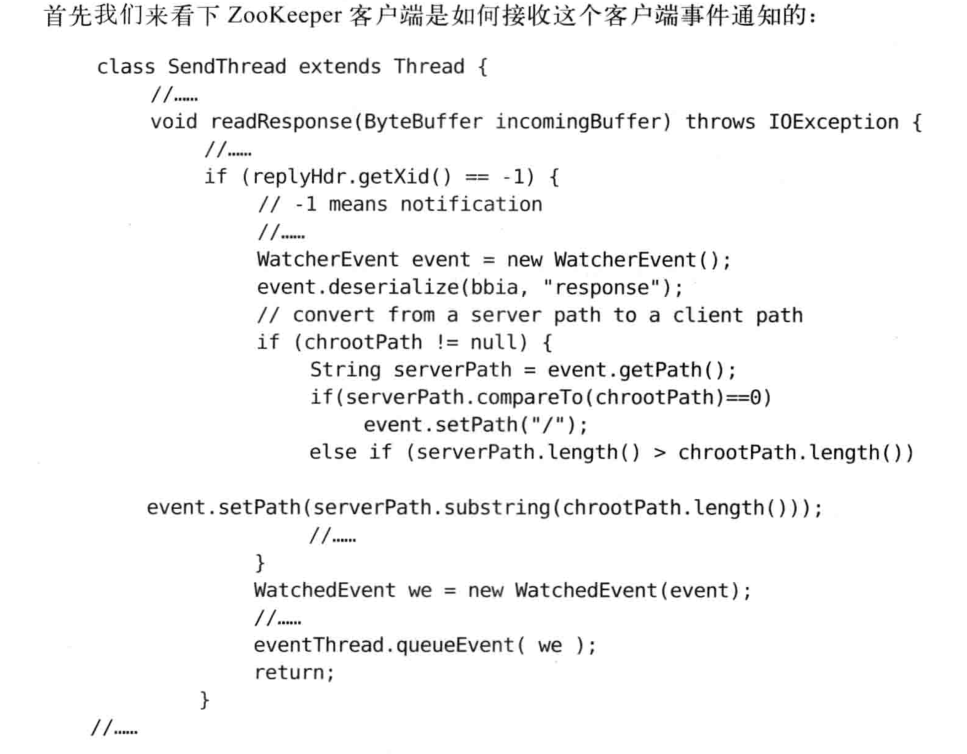 首先我们来看下 ZooKeeper 客户端是如何接收这个客户端事件通知的：
class SendThread extends Thread {
//……
void readResponse(ByteBuffer incomingBuffer) throws IOException {
//……
if (replyHdr.getXid() == -1) {
// -1 means notification
//……
WatcherEvent event = new WatcherEvent();
event.deserialize(bbia, "response");
// convert from a server path to a client path
if (chrootPath != null) {
String serverPath = event.getPath();
if(serverPath.compareTo(chrootPath)==0)
event.setPath("/");
else if (serverPath.length() > chrootPath.length())
event.setPath(serverPath.substring(chrootPath.length()));
//……
}
WatchedEvent we = new WatchedEvent(event);
//……
eventThread.queueEvent( we );
return;
}
//……